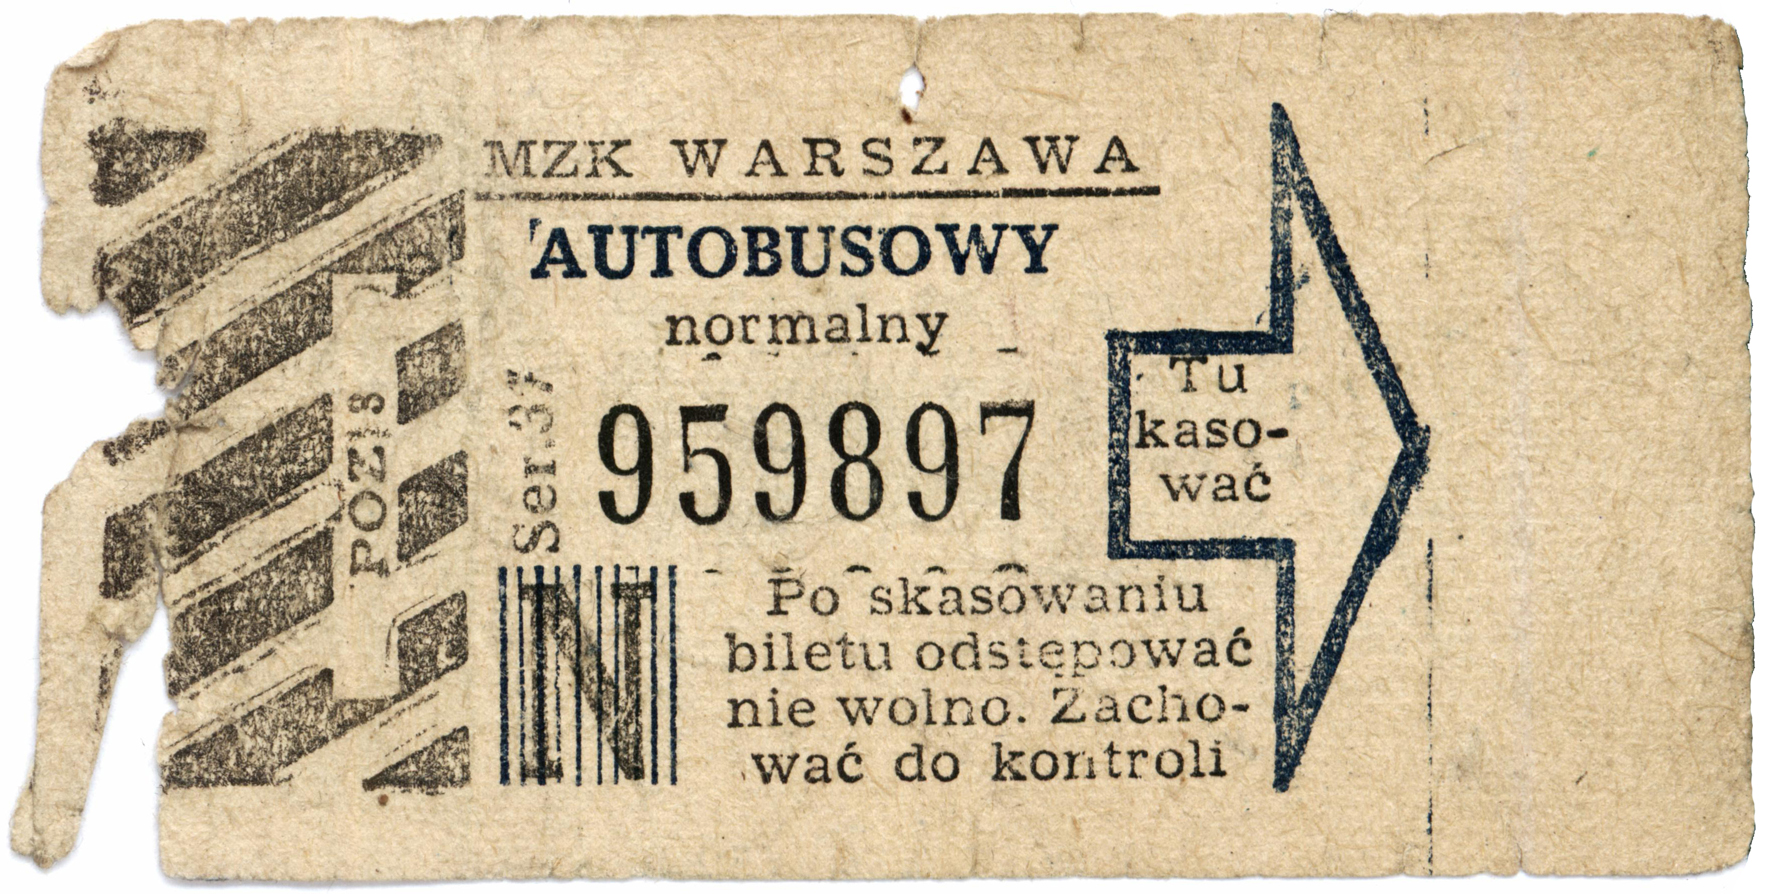 MZK WARSZAWA
AUTOBUSOWY
normalny
Ser.37
959897
Tu
kaso-
wać
POZ
N
Po skasowaniu
biletu odstępować
nie wolno. Zacho-
wać do kontroli